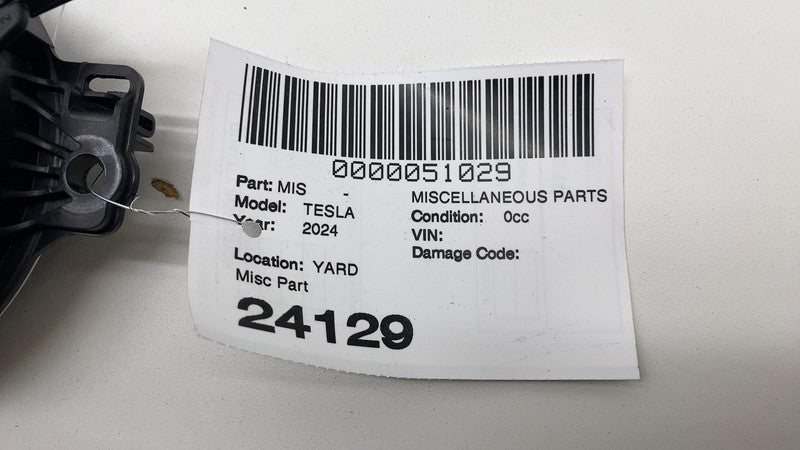 0000051029
Part: MIS - MISCELLANEOUS PARTS
Model: TESLA Condition: 0cc
Year: 2024 VIN:
Damage Code:
Location: YARD
Misc Part
24129